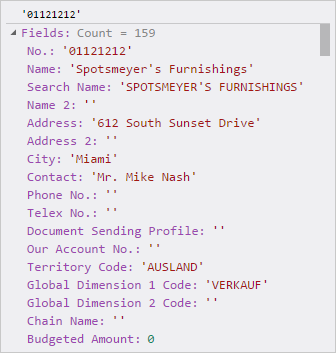 '01121212'
Fields: Count = 159
No.: '01121212'
Name: 'Spotsmeyer's Furnishings'
Search Name: 'SPOTSMEYER'S FURNISHINGS'
Name 2: ''
Address: '612 South Sunset Drive'
Address 2: ''
City: 'Miami'
Contact: 'Mr. Mike Nash'
Phone No.: ''
Telex No.: ''
Document Sending Profile: ''
Our Account No.: ''
Territory Code: 'AUSLAND'
Global Dimension 1 Code: 'VERKAUF'
Global Dimension 2 Code: ''
Chain Name: ''
Budgeted Amount: 0